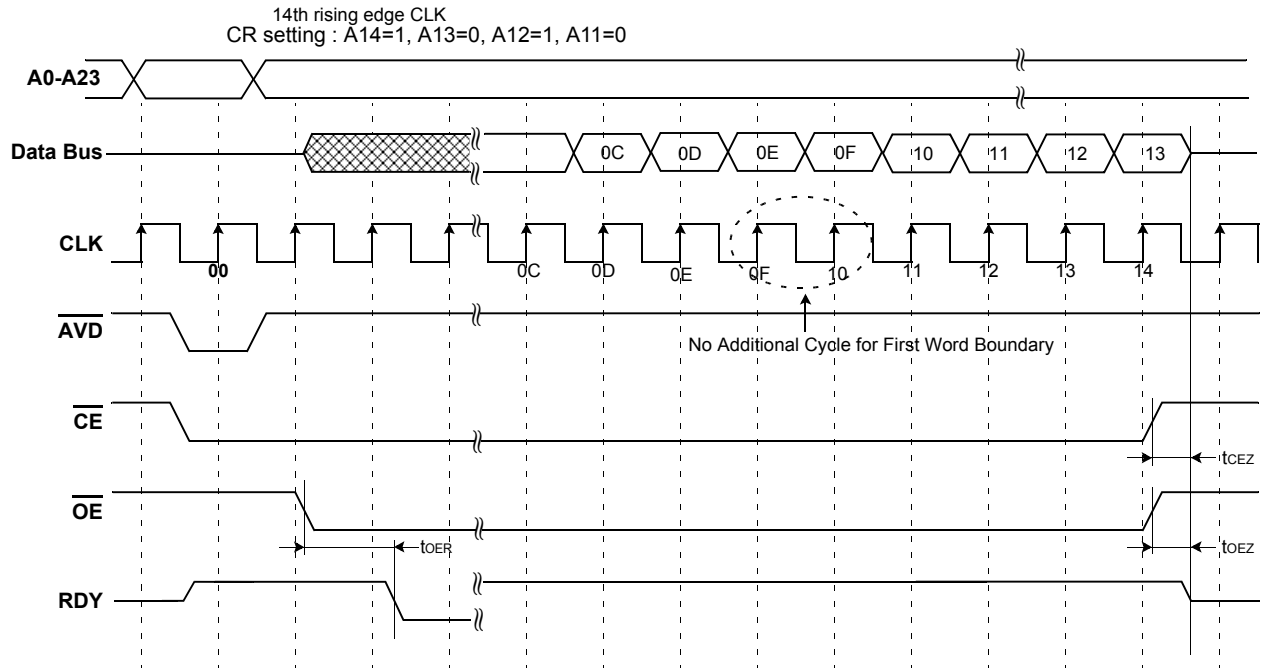 14th rising edge CLK
CR setting : A14=1, A13=0, A12=1, A11=0
A0-A23
Data Bus
0C 0D 0E 0F 10 11 12 13
CLK
00 0C 0D 0E 0F 10 11 12 13 14
AVD
No Additional Cycle for First Word Boundary
CE
tCEZ
OE
tOER
tOEZ
RDY